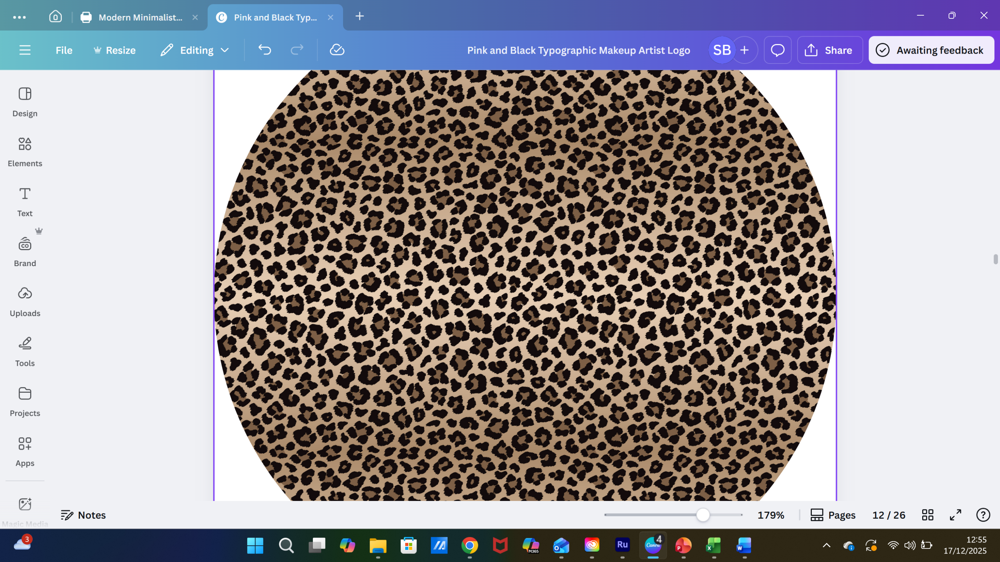 Modern Minimalist...
Pink and Black Typ...
File
Resize
Editing
Pink and Black Typographic Makeup Artist Logo
SB
Share
Awaiting feedback
Design
Elements
Text
CO
Brand
Uploads
Tools
Projects
Apps
Magic Media
Notes
179%
Pages
12 / 26
3
M365
O
Ru
Canva
4
P
X
W
12:55
17/12/2025